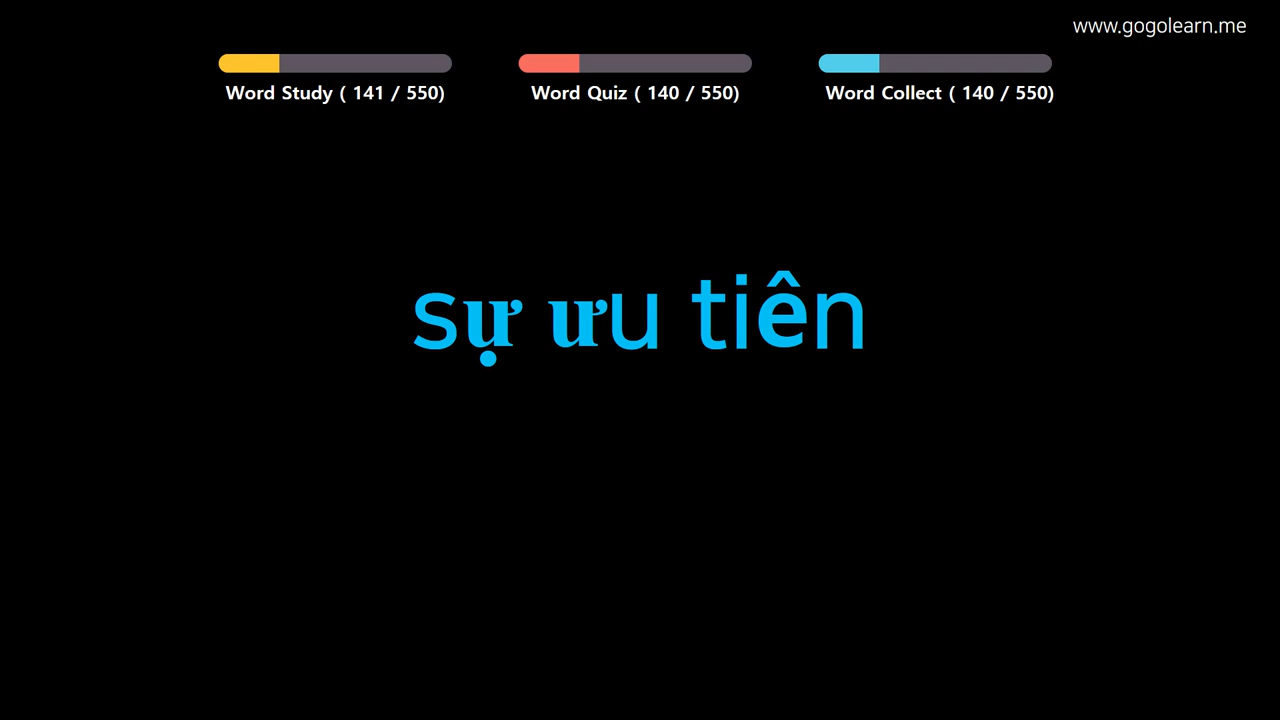 www.gogolearn.me
Word Study ( 141 / 550)
Word Quiz ( 140 / 550)
Word Collect ( 140 / 550)
sự ưu tiên